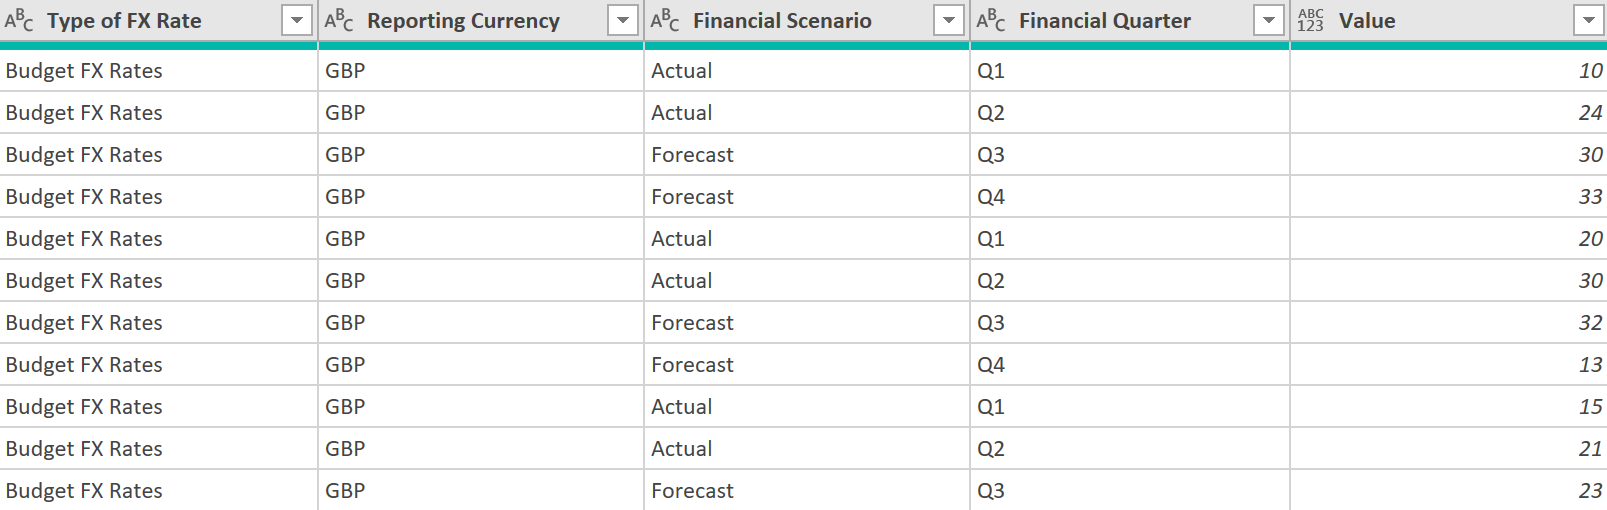 ABC Type of FX Rate ABC Reporting Currency ABC Financial Scenario ABC Financial Quarter ABC 123 Value
Budget FX Rates GBP Actual Q1 10
Budget FX Rates GBP Actual Q2 24
Budget FX Rates GBP Forecast Q3 30
Budget FX Rates GBP Forecast Q4 33
Budget FX Rates GBP Actual Q1 20
Budget FX Rates GBP Actual Q2 30
Budget FX Rates GBP Forecast Q3 32
Budget FX Rates GBP Forecast Q4 13
Budget FX Rates GBP Actual Q1 15
Budget FX Rates GBP Actual Q2 21
Budget FX Rates GBP Forecast Q3 23